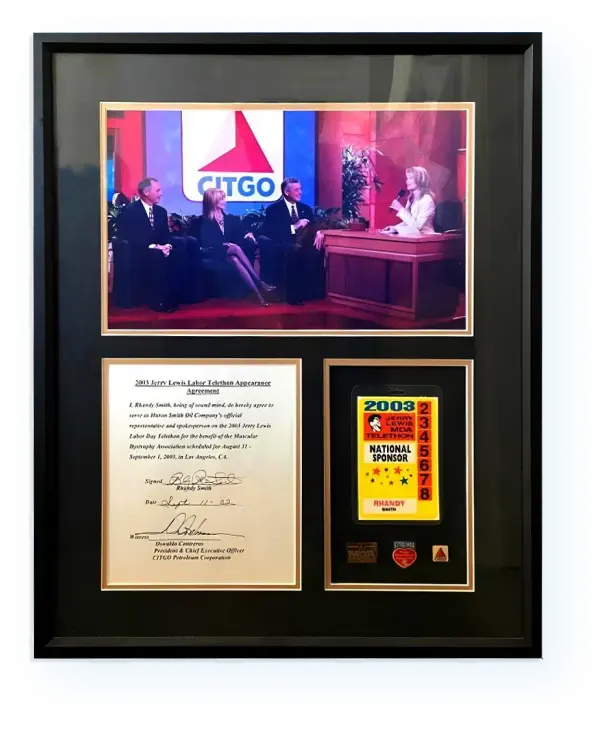 CITGO
2003 Jerry Lewis Labor Telethon Appearance
Agreement
I, Rhandy Smith, being of sound mind, do hereby agree to
serve as Huron Smith Oil Company's official
representative and spokesperson on the 2003 Jerry Lewis
Labor Day Telethon for the benefit of the Muscular
Dystrophy Association scheduled for August 31 -
September 1, 2003, in Los Angeles, CA.
Signed
Rhandy Smith
Date Sept 11-02
Witness
Oswaldo Contreras
President & Chief Executive Officer
CITGO Petroleum Corporation
2003
JERRY
LEWIS
MDA
TELETHON
NATIONAL
SPONSOR
RHANDY
SMITH
2
3
4
5
6
7
8
MDA